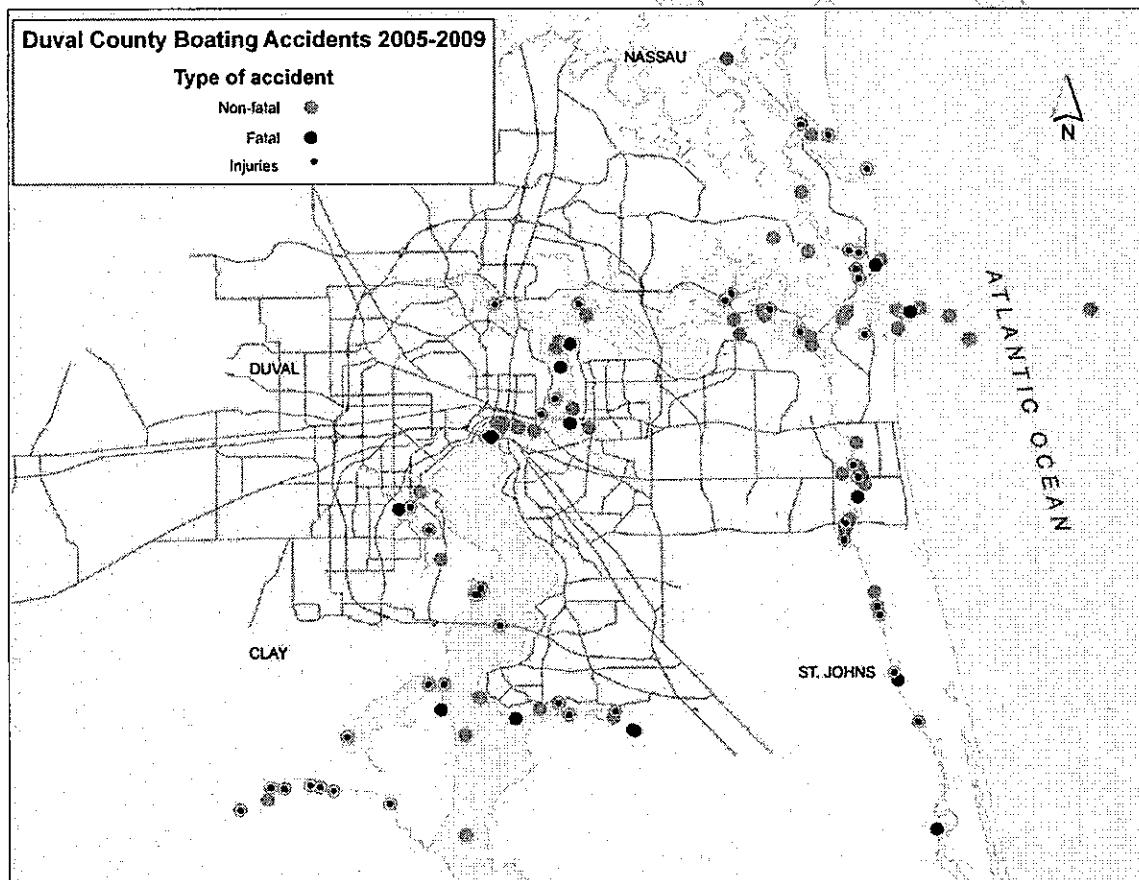 Duval County Boating Accidents 2005-2009
Type of accident
Non-fatal
Fatal
Injuries
NASSAU
N
ATLANTIC OCEAN
DUVAL
CLAY
ST. JOHNS